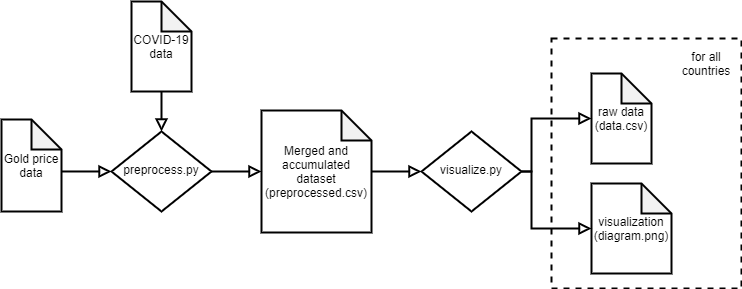 COVID-19
data
for all
countries
Gold price
data
preprocess.py
Merged and
accumulated
dataset
(preprocessed.csv)
visualize.py
raw data
(data.csv)
visualization
(diagram.png)